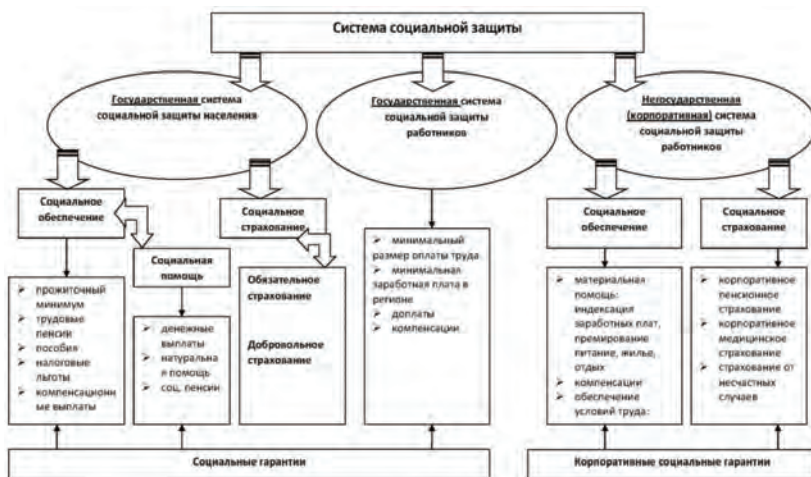 Система социальной защиты
Государственная система
социальной защиты населения
Государственная система
социальной защиты
работников
Негосударственная
(корпоративная) система
социальной защиты
работников
Социальное
обеспечение
Социальное
страхование
Социальная
помощь
Социальное
обеспечение
Социальное
страхование
➢ прожиточный
минимум
➢ трудовые
пенсии
➢ пособия
➢ налоговые
льготы
➢ компенсационн
ые выплаты
➢ денежные
выплаты
➢ натуральна
я помощь
➢ соц. пенсии
Обязательное
страхование
Добровольное
страхование
➢ минимальный
размер оплаты труда
➢ минимальная
заработная плата в
регионе
➢ доплаты
➢ компенсации
➢ материальная
помощь:
индексация
заработных плат,
премирование
питание, жилье,
отдых
➢ компенсации
➢ обеспечение
условий труда:
➢ корпоративное
пенсионное
страхование
➢ корпоративное
медицинское
страхование
➢ страхование от
несчастных
случаев
Социальные гарантии
Корпоративные социальные гарантии